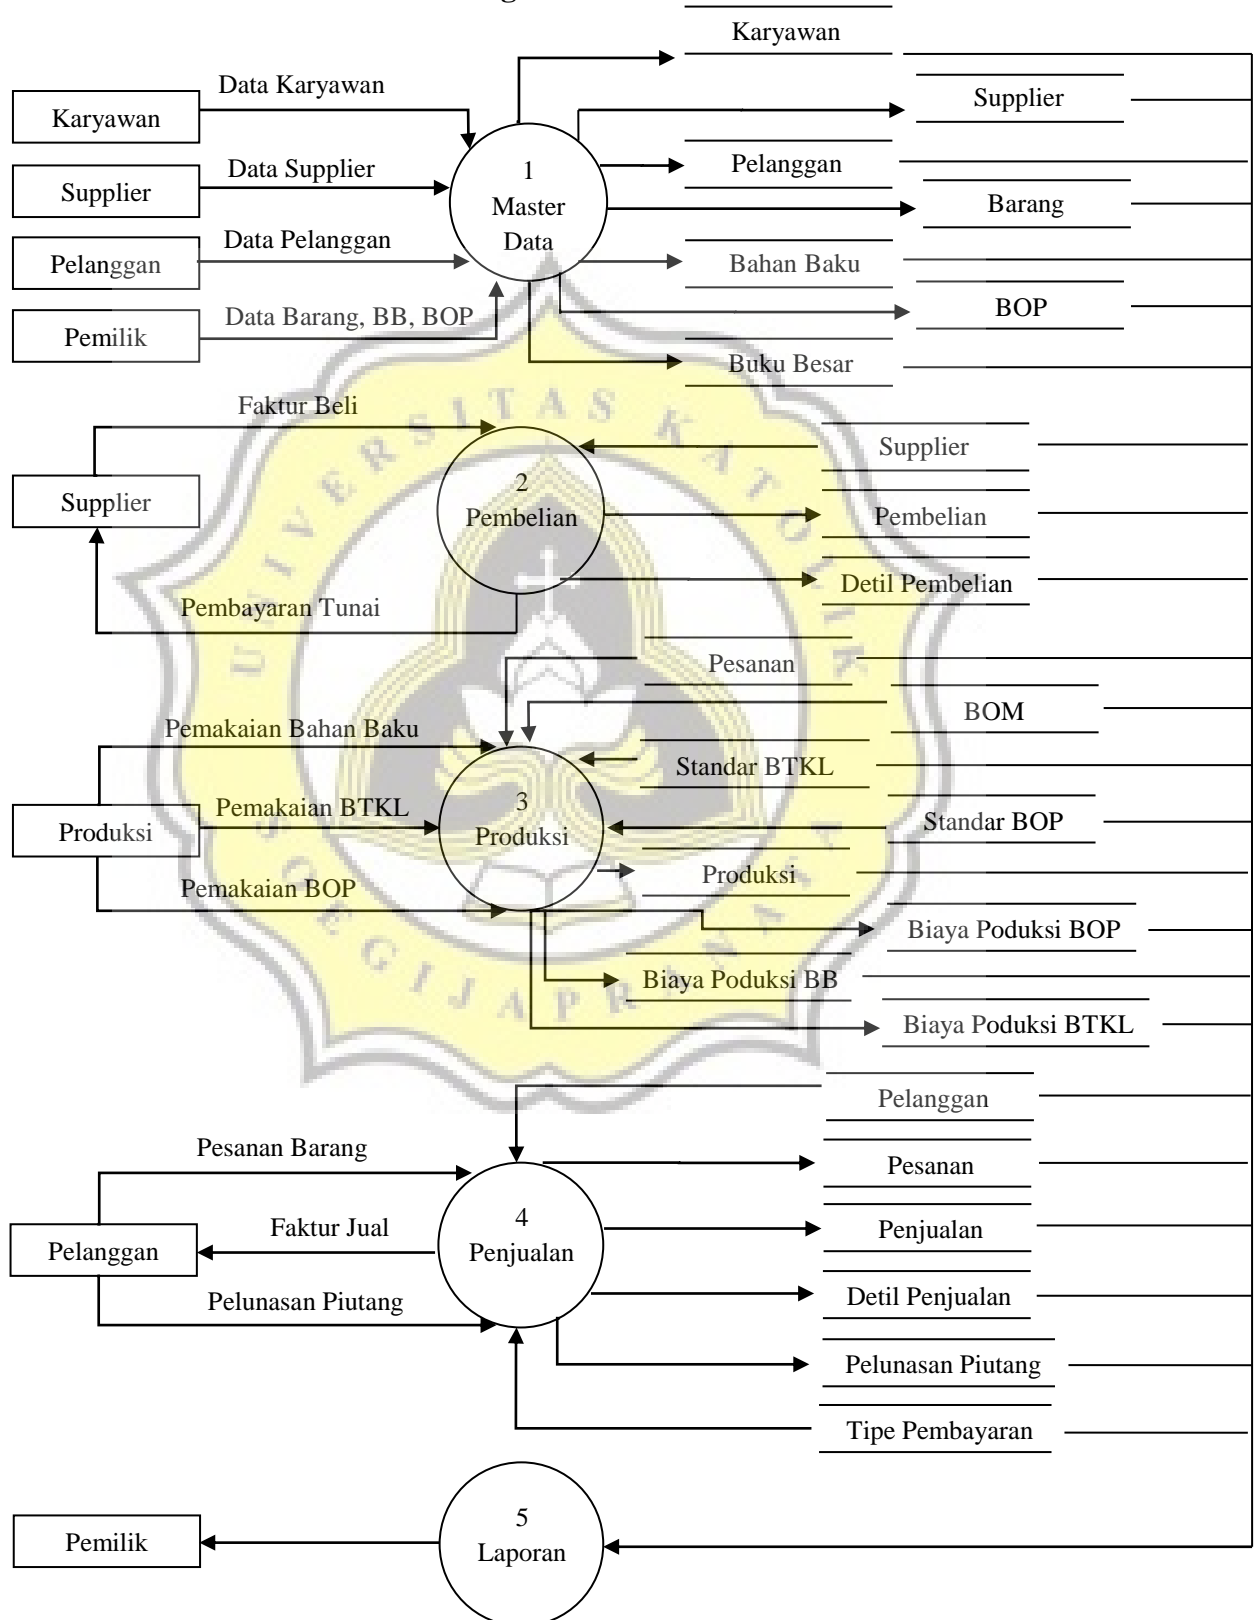 Karyawan
Data Karyawan
Supplier
Karyawan
Data Supplier
1
Master
Data
Pelanggan
Supplier
Barang
Data Pelanggan
Pelanggan
Bahan Baku
Data Barang, BB, BOP
BOP
Pemilik
Buku Besar
Faktur Beli
Supplier
2
Pembelian
Supplier
Pembelian
Detil Pembelian
Pembayaran Tunai
Pesanan
BOM
Pemakaian Bahan Baku
Standar BTKL
Pemakaian BTKL
3
Produksi
Produksi
Standar BOP
Produksi
Pemakaian BOP
Biaya Poduksi BOP
Biaya Poduksi BB
Biaya Poduksi BTKL
UNIVERSITAS KATOLIK
SOEGIJAPRANATA
Pelanggan
Pesanan Barang
Pesanan
4
Penjualan
Faktur Jual
Pelanggan
Penjualan
Pelunasan Piutang
Detil Penjualan
Pelunasan Piutang
Tipe Pembayaran
5
Laporan
Pemilik